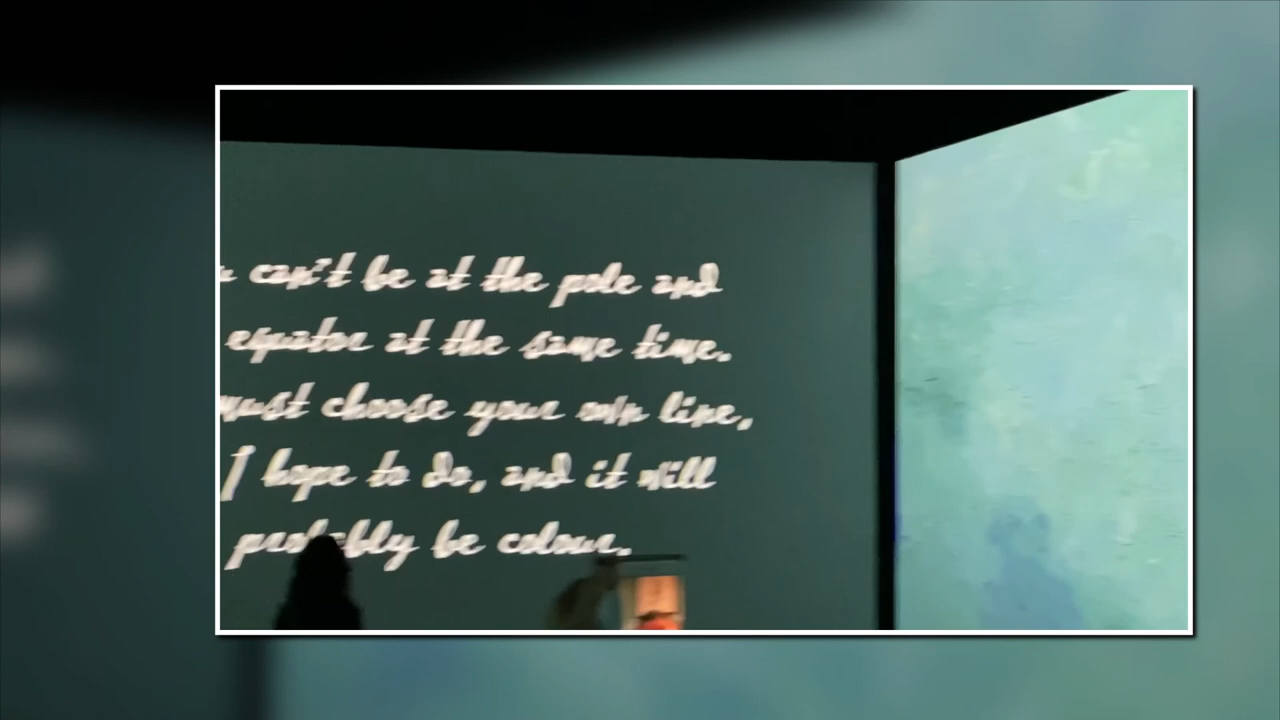 can't be at the pole and
equator at the same time.
must choose your own line,
I hope to do, and it will
probably be colour.